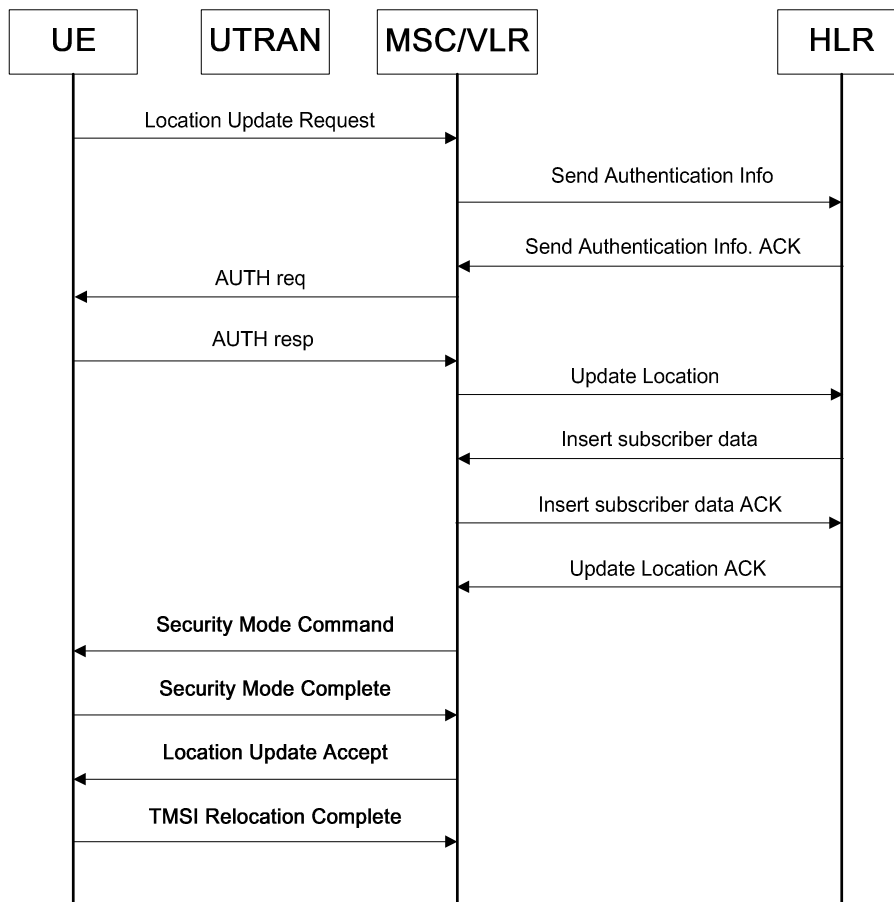 UE
UTRAN
MSC/VLR
HLR
Location Update Request
Send Authentication Info
Send Authentication Info. ACK
AUTH req
AUTH resp
Update Location
Insert subscriber data
Insert subscriber data ACK
Update Location ACK
Security Mode Command
Security Mode Complete
Location Update Accept
TMSI Relocation Complete